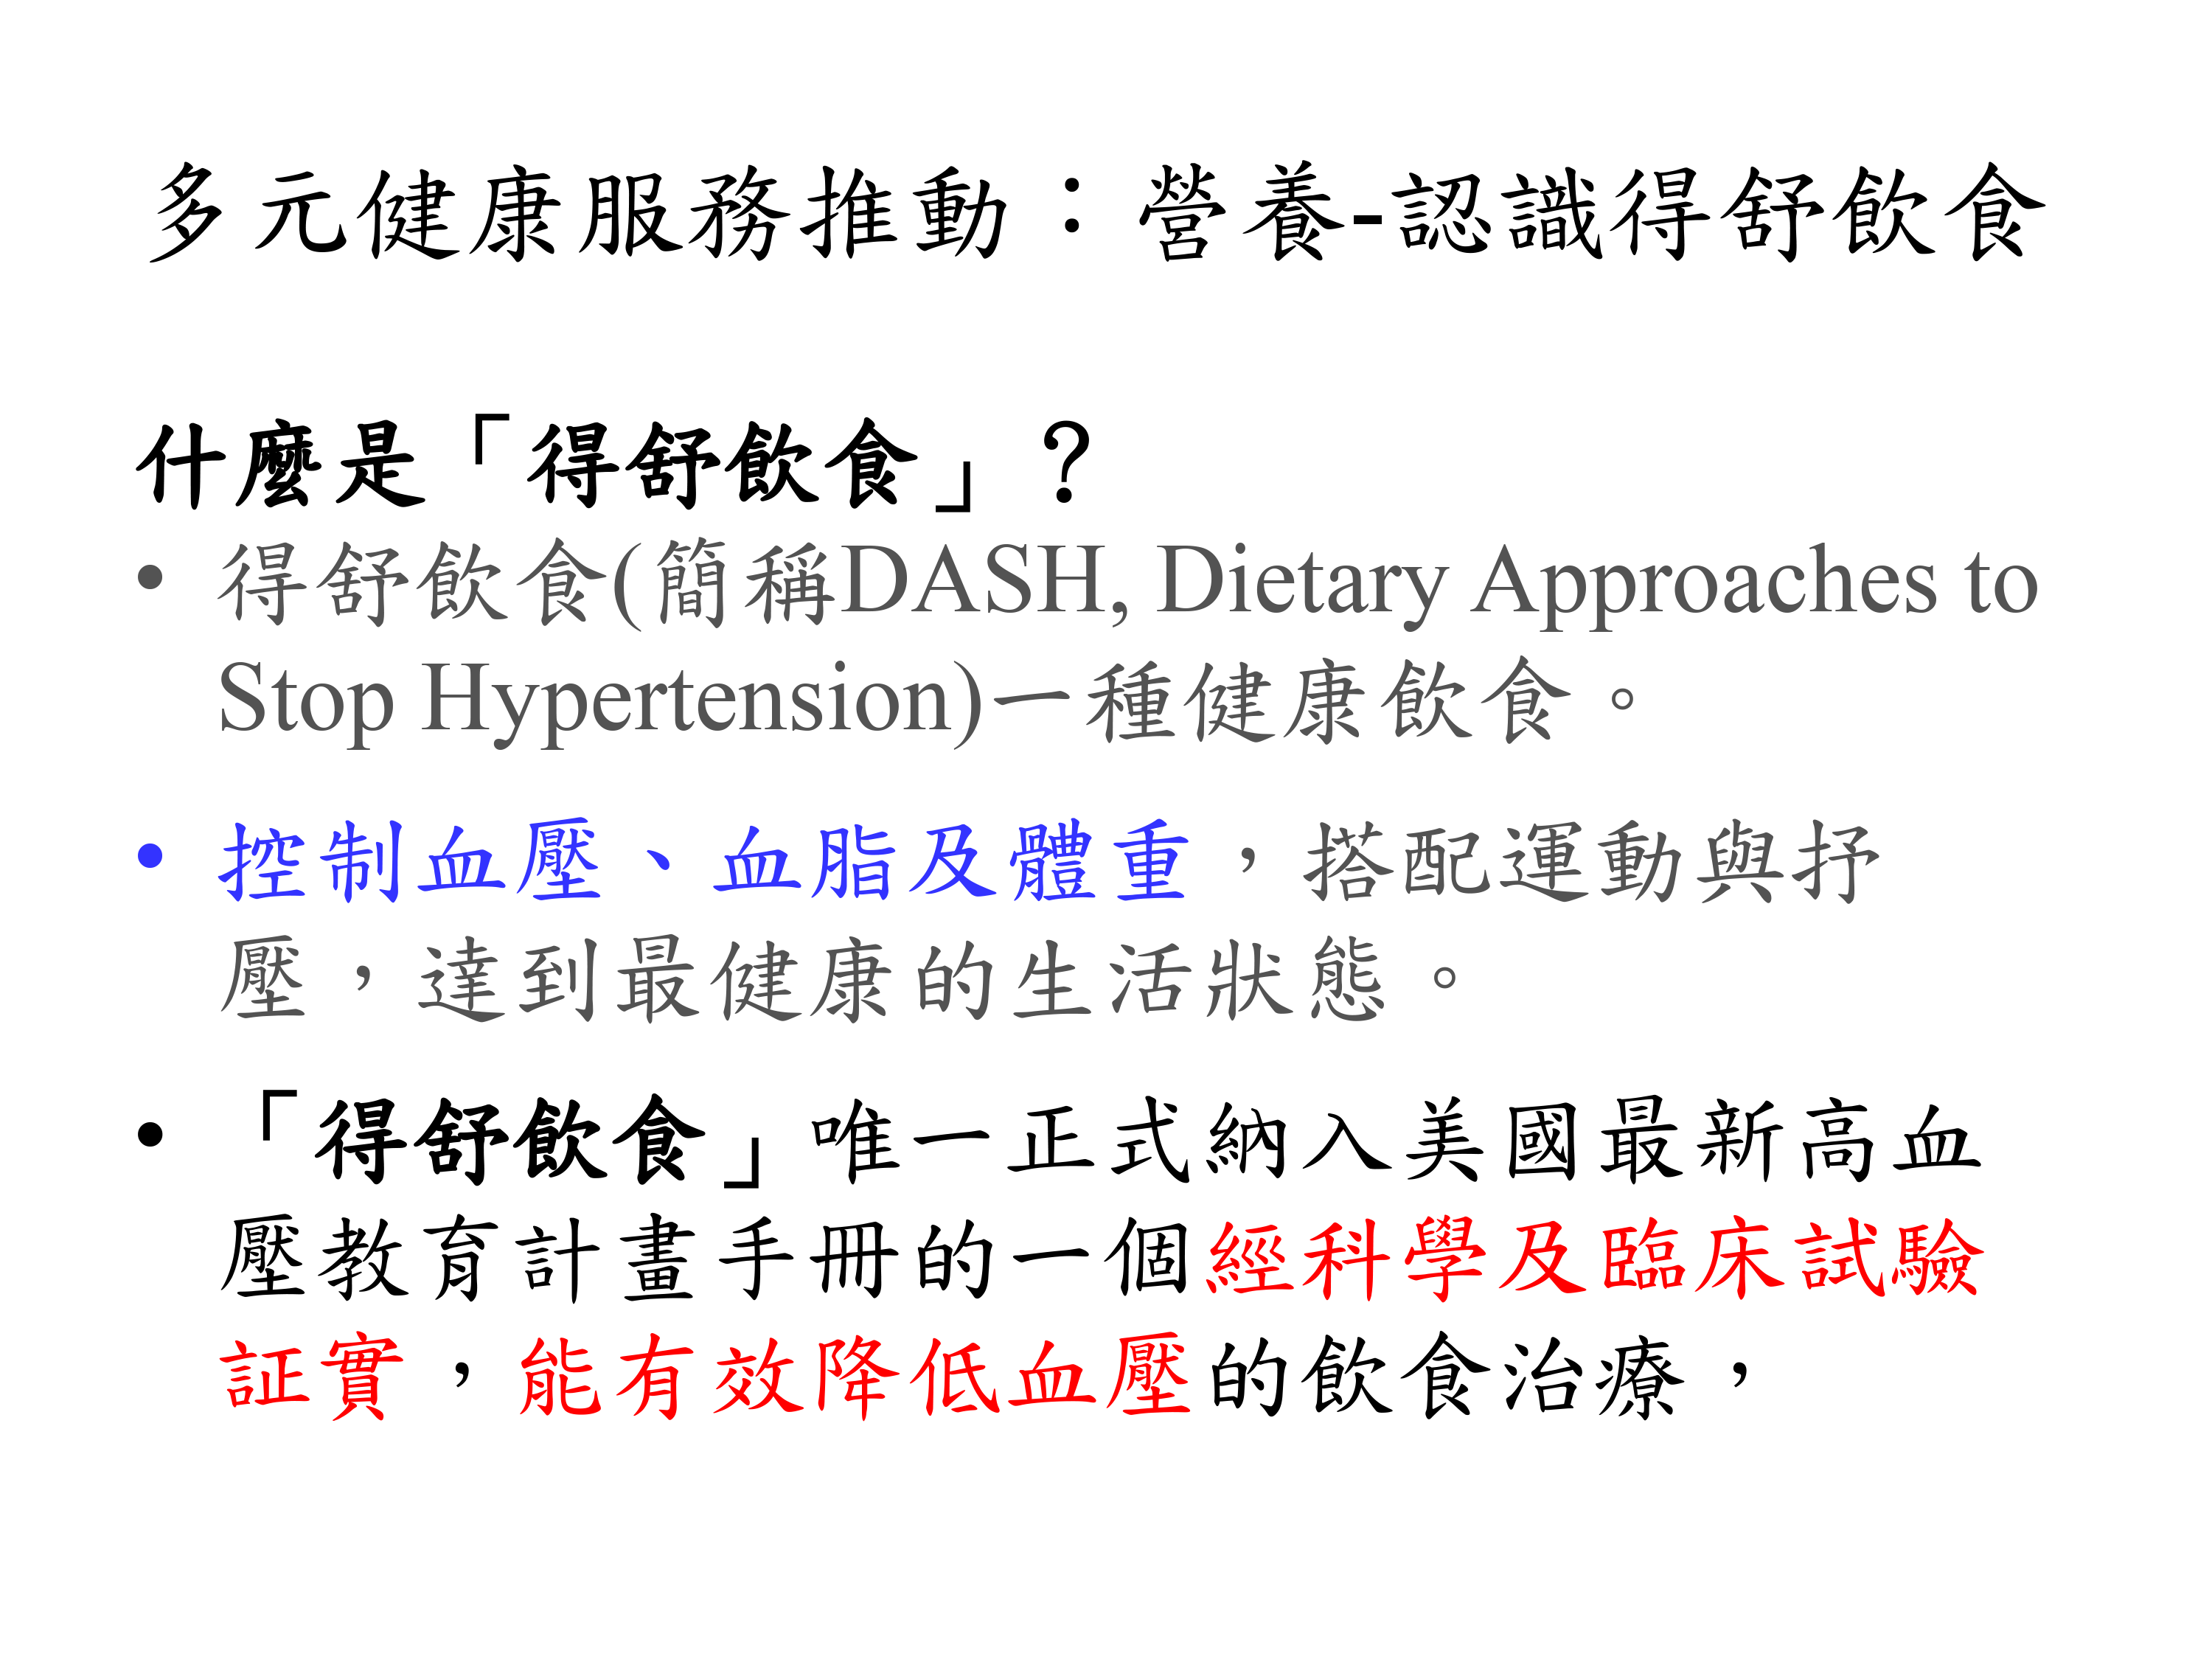 多元健康服務推動：營養-認識得舒飲食
什麼是「得舒飲食」？
• 得舒飲食(簡稱DASH, Dietary Approaches to
Stop Hypertension)一種健康飲食。
• 控制血壓、血脂及體重，搭配運動與抒
壓，達到最健康的生活狀態。
• 「得舒飲食」唯一正式納入美國最新高血
壓教育計畫手冊的一個經科學及臨床試驗
証實，能有效降低血壓的飲食治療，